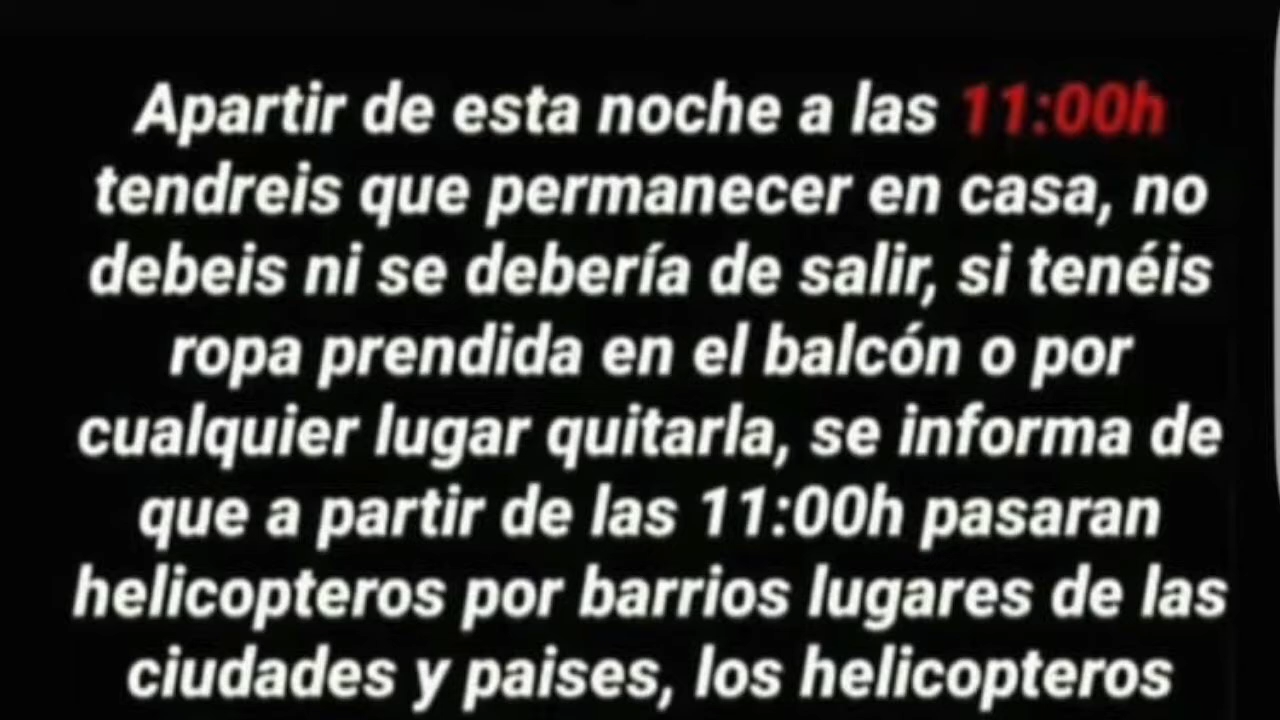 Apartir de esta noche a las 11:00h
tendreis que permanecer en casa, no
debeis ni se debería de salir, si tenéis
ropa prendida en el balcón o por
cualquier lugar quitarla, se informa de
que a partir de las 11:00h pasaran
helicopteros por barrios lugares de las
ciudades y paises, los helicopteros